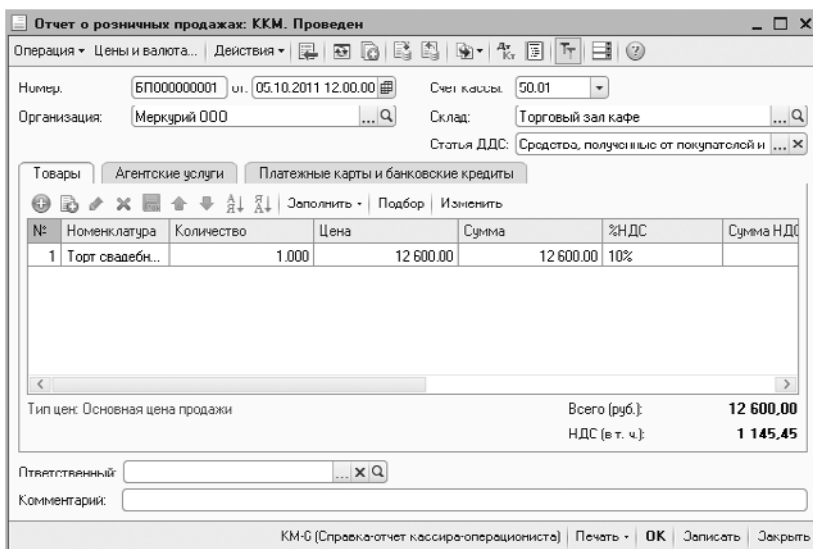 Отчет о розничных продажах: ККМ. Проведен
Операция Цены и валюта... Действия
Номер: БП000000001 от: 05.10.2011 12:00:00 Счет кассы: 50.01
Организация: Меркурий ООО ... Склад: Торговый зал кафе ...
Статья ДДС: Средства, полученные от покупателей и ...
Товары Агентские услуги Платежные карты и банковские кредиты
Заполнить Подбор Изменить
№ Номенклатура Количество Цена Сумма %НДС Сумма НДС
1 Торт свадебн... 1.000 12 600.00 12 600.00 10%
Тип цен: Основная цена продажи Всего (руб.): 12 600,00
НДС (в т. ч.): 1 145,45
Ответственный: ...
Комментарий:
КМ-6 (Справка-отчет кассира-операциониста) Печать OK Записать Закрыть